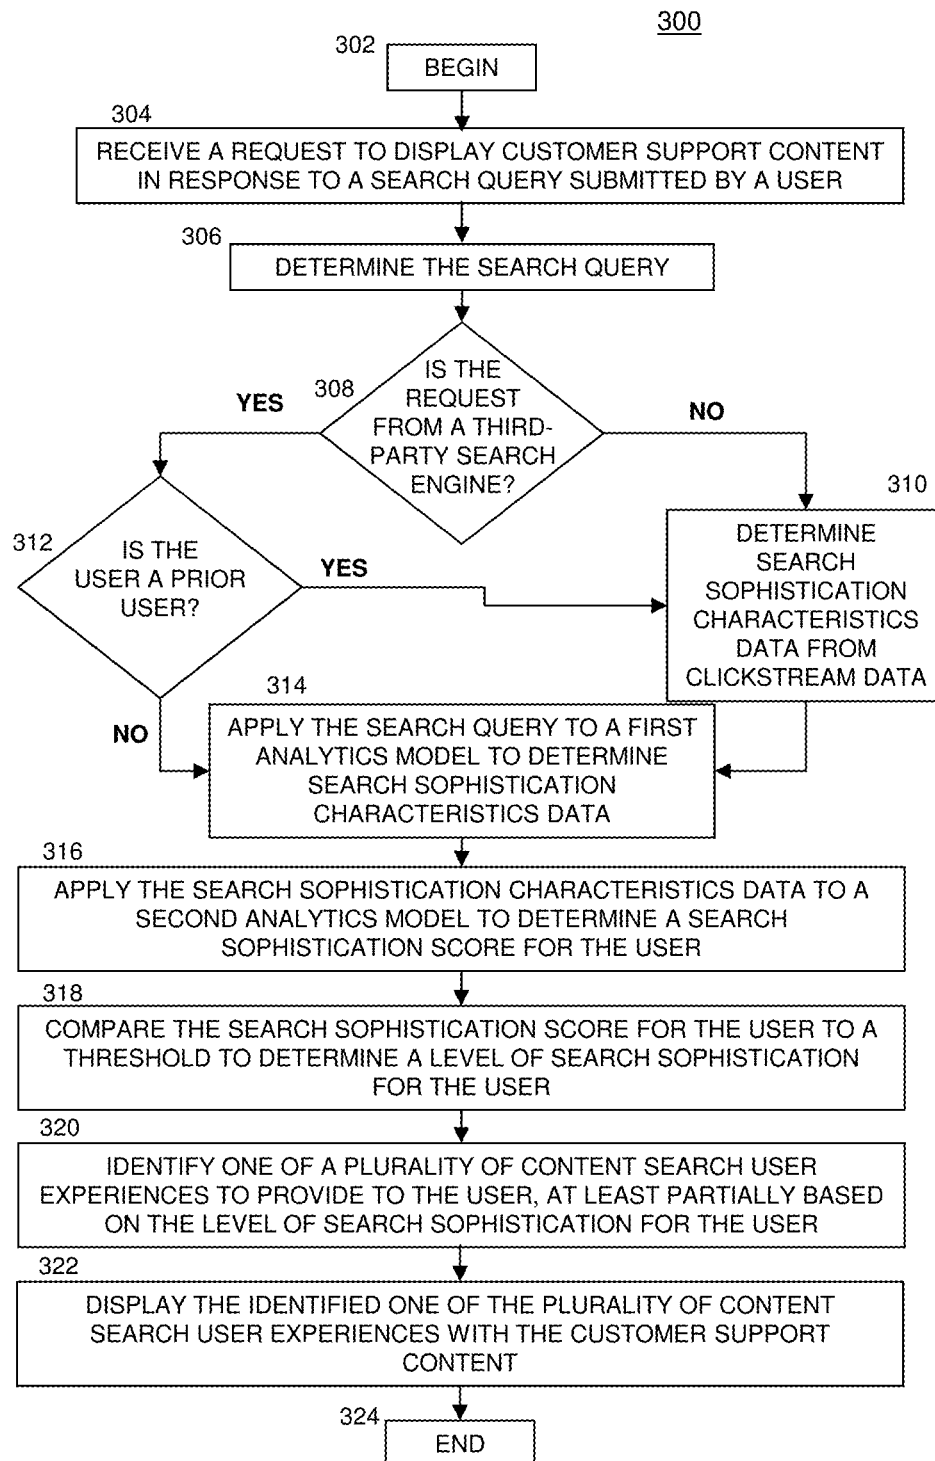 300
302
BEGIN
304
RECEIVE A REQUEST TO DISPLAY CUSTOMER SUPPORT CONTENT
IN RESPONSE TO A SEARCH QUERY SUBMITTED BY A USER
306
DETERMINE THE SEARCH QUERY
308
IS THE
REQUEST
FROM A THIRD-
PARTY SEARCH
ENGINE?
YES
NO
310
DETERMINE
SEARCH
SOPHISTICATION
CHARACTERISTICS
DATA FROM
CLICKSTREAM DATA
312
IS THE
USER A PRIOR
USER?
YES
NO
314
APPLY THE SEARCH QUERY TO A FIRST
ANALYTICS MODEL TO DETERMINE
SEARCH SOPHISTICATION
CHARACTERISTICS DATA
316
APPLY THE SEARCH SOPHISTICATION CHARACTERISTICS DATA TO A
SECOND ANALYTICS MODEL TO DETERMINE A SEARCH
SOPHISTICATION SCORE FOR THE USER
318
COMPARE THE SEARCH SOPHISTICATION SCORE FOR THE USER TO A
THRESHOLD TO DETERMINE A LEVEL OF SEARCH SOPHISTICATION
FOR THE USER
320
IDENTIFY ONE OF A PLURALITY OF CONTENT SEARCH USER
EXPERIENCES TO PROVIDE TO THE USER, AT LEAST PARTIALLY BASED
ON THE LEVEL OF SEARCH SOPHISTICATION FOR THE USER
322
DISPLAY THE IDENTIFIED ONE OF THE PLURALITY OF CONTENT
SEARCH USER EXPERIENCES WITH THE CUSTOMER SUPPORT
CONTENT
324
END